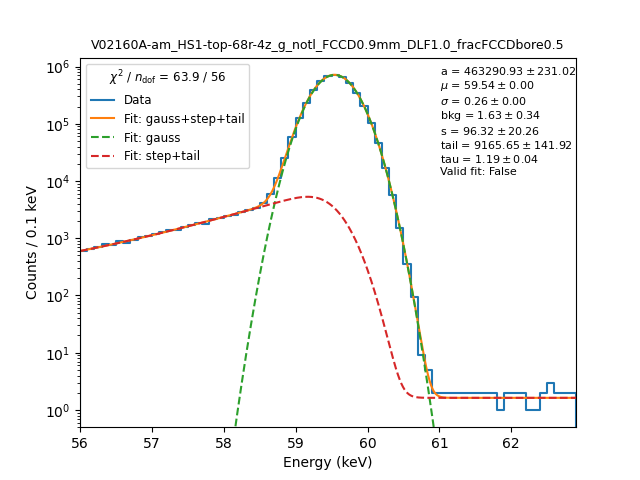 V02160A-am_HS1-top-68r-4z_g_notl_FCCD0.9mm_DLF1.0_fracFCCDbore0.5
10⁶
10⁵
10⁴
10³
10²
10¹
10⁰
Counts / 0.1 keV
χ² / n_dof = 63.9 / 56
Data
Fit: gauss+step+tail
Fit: gauss
Fit: step+tail
a = 463290.93 ± 231.02
μ = 59.54 ± 0.00
σ = 0.26 ± 0.00
bkg = 1.63 ± 0.34
s = 96.32 ± 20.26
tail = 9165.65 ± 141.92
tau = 1.19 ± 0.04
Valid fit: False
56 57 58 59 60 61 62
Energy (keV)